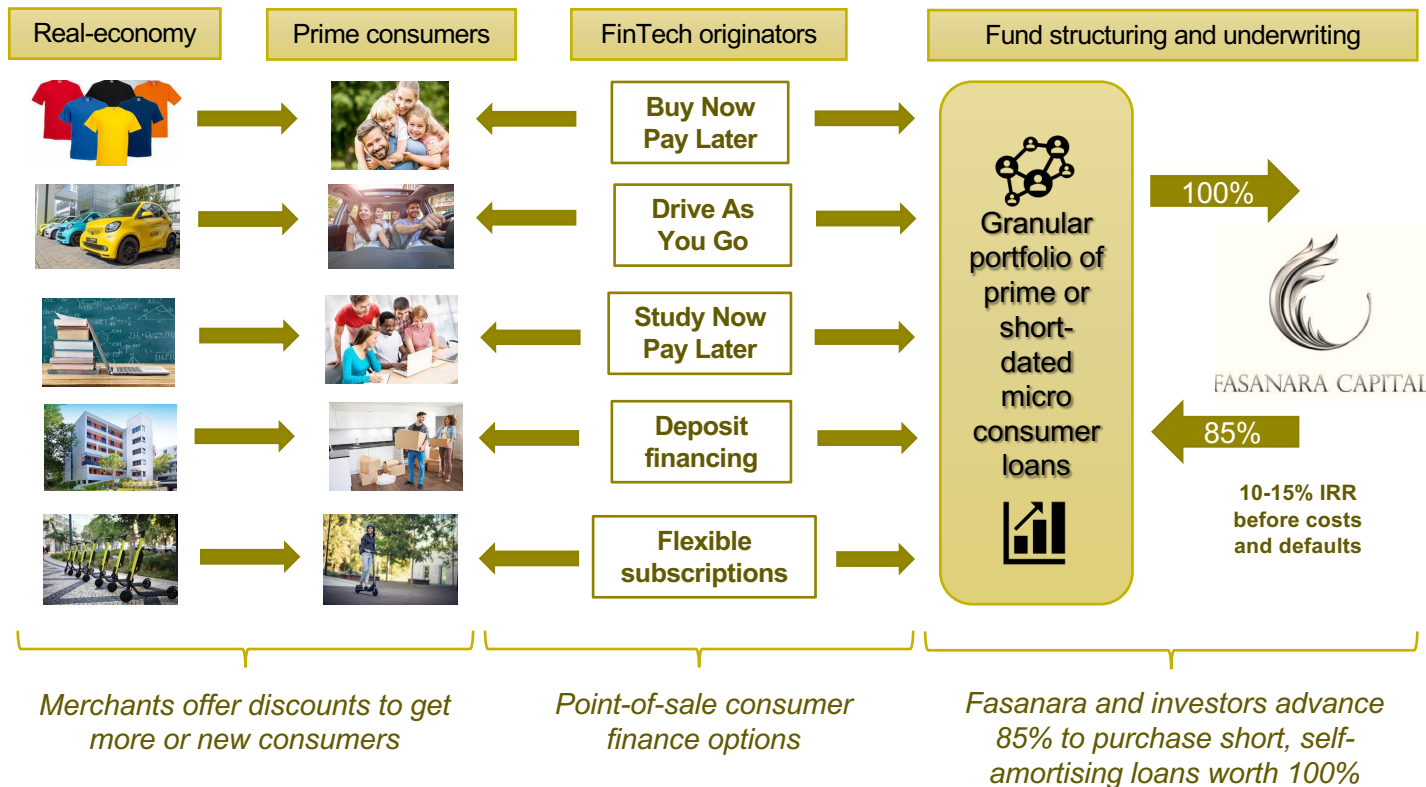 Real-economy
Prime consumers
FinTech originators
Fund structuring and underwriting
Buy Now
Pay Later
Drive As
You Go
Study Now
Pay Later
Deposit
financing
Flexible
subscriptions
Granular
portfolio of
prime or
short-
dated
micro
consumer
loans
100%
FASANARA CAPITAL
85%
10-15% IRR
before costs
and defaults
Merchants offer discounts to get
more or new consumers
Point-of-sale consumer
finance options
Fasanara and investors advance
85% to purchase short, self-
amortising loans worth 100%